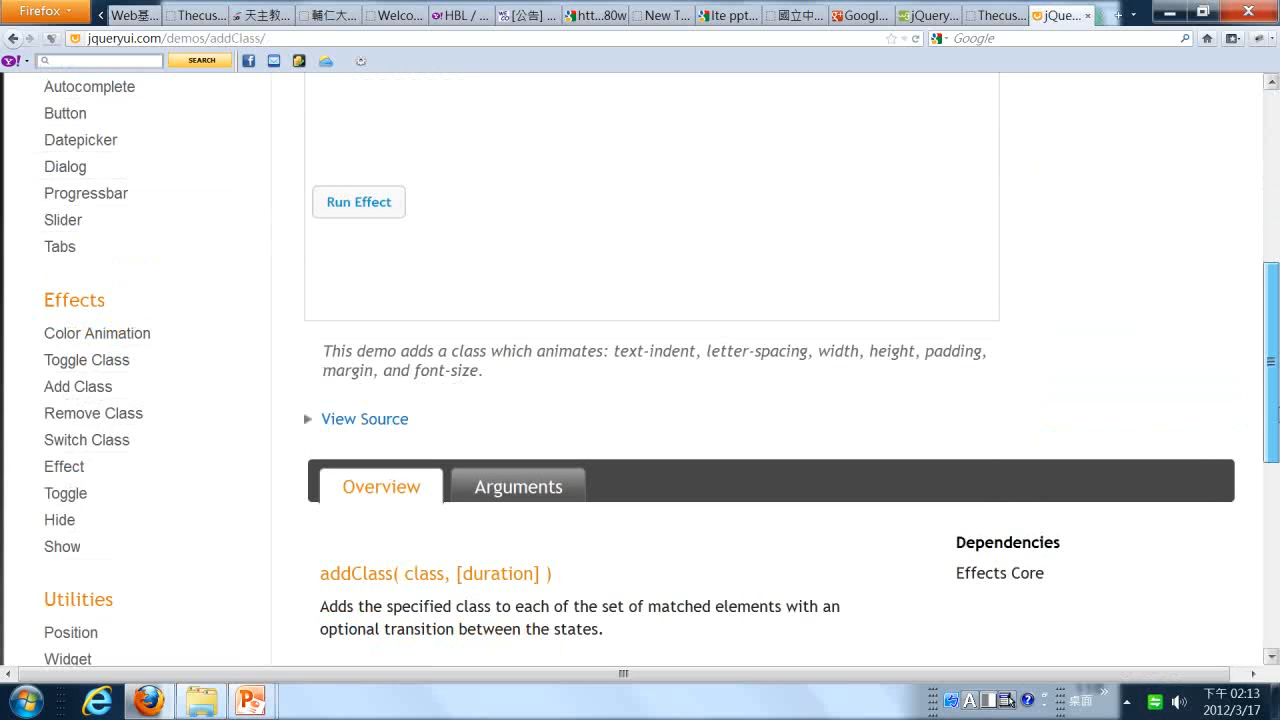 Firefox
Web基...
Thecus...
天主教...
輔仁大...
Welco...
HBL /...
[公告] ...
htt...80w
New T...
lte ppt...
國立中...
Googl...
jQuery...
Thecus...
jQue...
jqueryui.com/demos/addClass/
Google
Y!
SEARCH
Autocomplete
Button
Datepicker
Dialog
Progressbar
Slider
Tabs
Effects
Color Animation
Toggle Class
Add Class
Remove Class
Switch Class
Effect
Toggle
Hide
Show
Utilities
Position
Widget
Run Effect
This demo adds a class which animates: text-indent, letter-spacing, width, height, padding,
margin, and font-size.
View Source
Overview
Arguments
addClass( class, [duration] )
Adds the specified class to each of the set of matched elements with an
optional transition between the states.
Dependencies
Effects Core
桌面
下午 02:13
2012/3/17